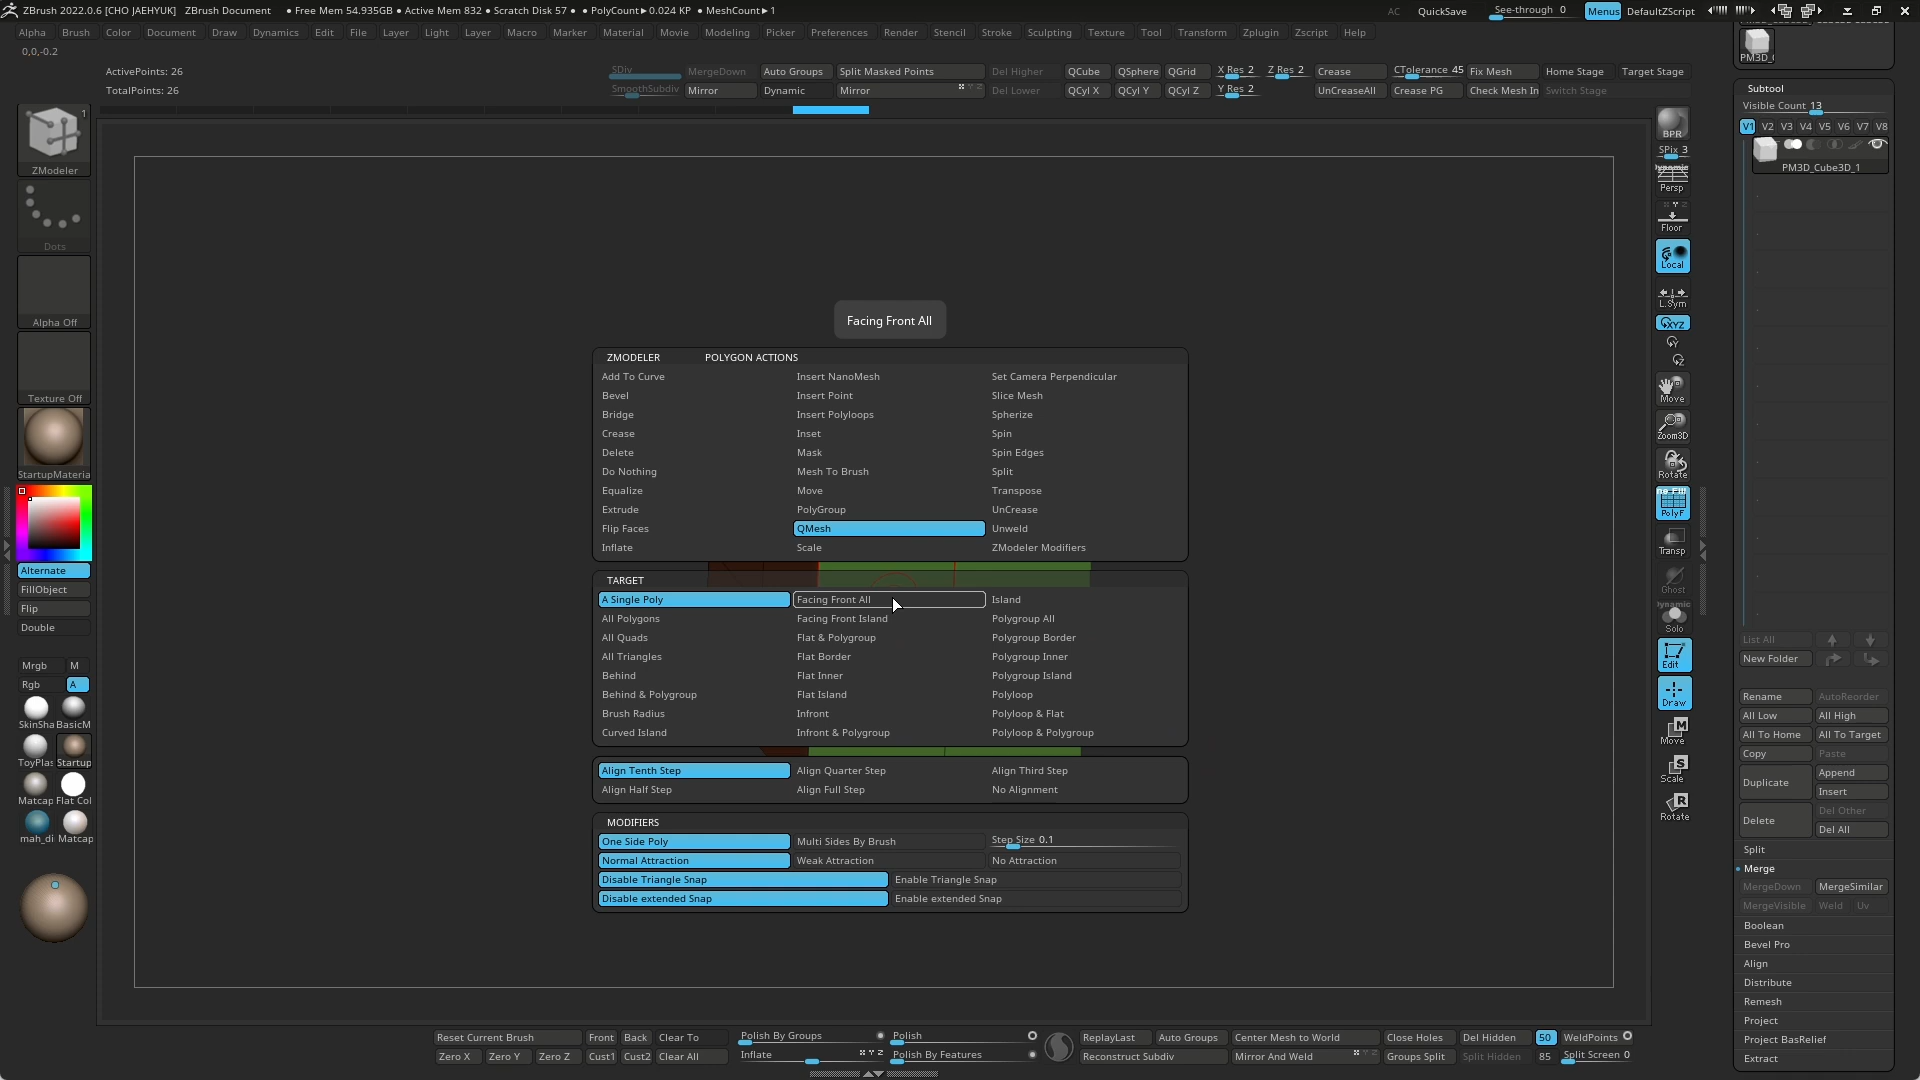 ZBrush 2022.0.6 [CHO JAEHYUK] ZBrush Document • Free Mem 54.935GB • Active Mem 832 • Scratch Disk 57 • • PolyCount▸0.024 KP • MeshCount▸1 AC QuickSave See-through 0 Menus DefaultZScript
Alpha Brush Color Document Draw Dynamics Edit File Layer Light Layer Macro Marker Material Movie Modeling Picker Preferences Render Stencil Stroke Sculpting Texture Tool Transform Zplugin Zscript Help
0,0,-0.2
ActivePoints: 26
TotalPoints: 26
SDiv MergeDown Auto Groups Split Masked Points Del Higher QCube QSphere QGrid X Res 2 Z Res 2 Crease CTolerance 45 Fix Mesh Home Stage Target Stage
SmoothSubdiv Mirror Dynamic Mirror Del Lower QCyl X QCyl Y QCyl Z Y Res 2 UnCreaseAll Crease PG Check Mesh In Switch Stage
1
ZModeler
Dots
Alpha Off
Texture Off
StartupMateria
Alternate
FillObject
Flip
Double
Mrgb M
Rgb A
SkinSha BasicM
ToyPlas Startup
Matcap Flat Col
mah_di Matcap
Facing Front All
ZMODELER POLYGON ACTIONS
Add To Curve Insert NanoMesh Set Camera Perpendicular
Bevel Insert Point Slice Mesh
Bridge Insert Polyloops Spherize
Crease Inset Spin
Delete Mask Spin Edges
Do Nothing Mesh To Brush Split
Equalize Move Transpose
Extrude PolyGroup UnCrease
Flip Faces QMesh Unweld
Inflate Scale ZModeler Modifiers
TARGET
A Single Poly Facing Front All Island
All Polygons Facing Front Island Polygroup All
All Quads Flat & Polygroup Polygroup Border
All Triangles Flat Border Polygroup Inner
Behind Flat Inner Polygroup Island
Behind & Polygroup Flat Island Polyloop
Brush Radius Infront Polyloop & Flat
Curved Island Infront & Polygroup Polyloop & Polygroup
Align Tenth Step Align Quarter Step Align Third Step
Align Half Step Align Full Step No Alignment
MODIFIERS
One Side Poly Multi Sides By Brush Step Size 0.1
Normal Attraction Weak Attraction No Attraction
Disable Triangle Snap Enable Triangle Snap
Disable extended Snap Enable extended Snap
BPR
SPix 3
Dynamic
Persp
Floor
Local
L.Sym
XYZ
Y
Z
Move
Zoom3D
Rotate
PolyF
Transp
Ghost
Dynamic
Solo
Edit
Draw
Move
Scale
Rotate
Subtool
Visible Count 13
V1 V2 V3 V4 V5 V6 V7 V8
PM3D_Cube3D_1
List All
New Folder
Rename AutoReorder
All Low All High
All To Home All To Target
Copy Paste
Duplicate Append
Insert
Delete Del Other
Del All
Split
Merge
MergeDown MergeSimilar
MergeVisible Weld Uv
Boolean
Bevel Pro
Align
Distribute
Remesh
Project
Project BasRelief
Extract
Reset Current Brush Front Back Clear To Polish By Groups Polish ReplayLast Auto Groups Center Mesh to World Close Holes Del Hidden 50 WeldPoints
Zero X Zero Y Zero Z Cust1 Cust2 Clear All Inflate Polish By Features Reconstruct Subdiv Mirror And Weld Groups Split Split Hidden 85 Split Screen 0